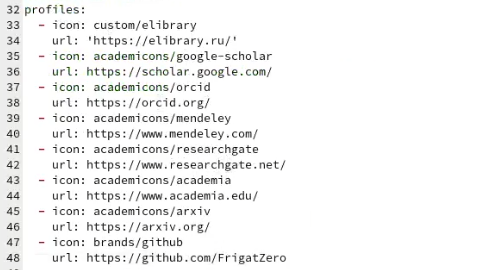 32 profiles:
33   - icon: custom/elibrary
34     url: 'https://elibrary.ru/'
35   - icon: academicons/google-scholar
36     url: https://scholar.google.com/
37   - icon: academicons/orcid
38     url: https://orcid.org/
39   - icon: academicons/mendeley
40     url: https://www.mendeley.com/
41   - icon: academicons/researchgate
42     url: https://www.researchgate.net/
43   - icon: academicons/academia
44     url: https://www.academia.edu/
45   - icon: academicons/arxiv
46     url: https://arxiv.org/
47   - icon: brands/github
48     url: https://github.com/FrigatZero